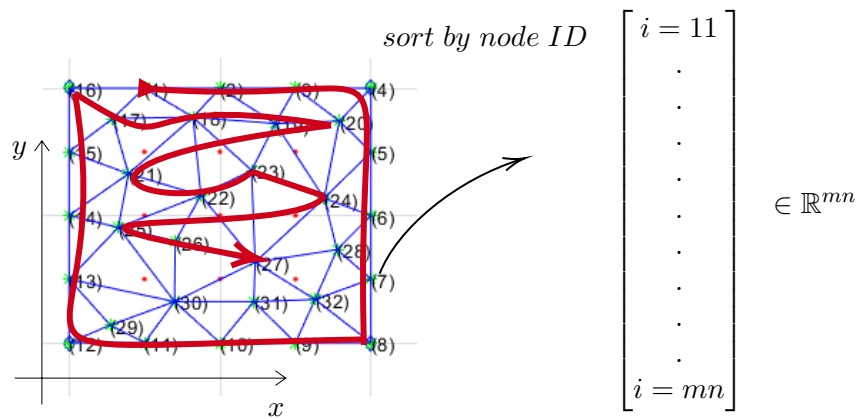 sort by node ID
i = 11
.
.
.
.
.
.
.
.
.
i = mn
∈ ℝ^{mn}
(16) (1) (2) (3) (4)
(17) (18) (19) (20)
(15) (5)
y
(21) (23)
(22) (24)
(14) (6)
(25) (26) (28)
(27)
(13) (7)
(30) (31) (32)
(29)
(12) (11) (10) (9) (8)
x